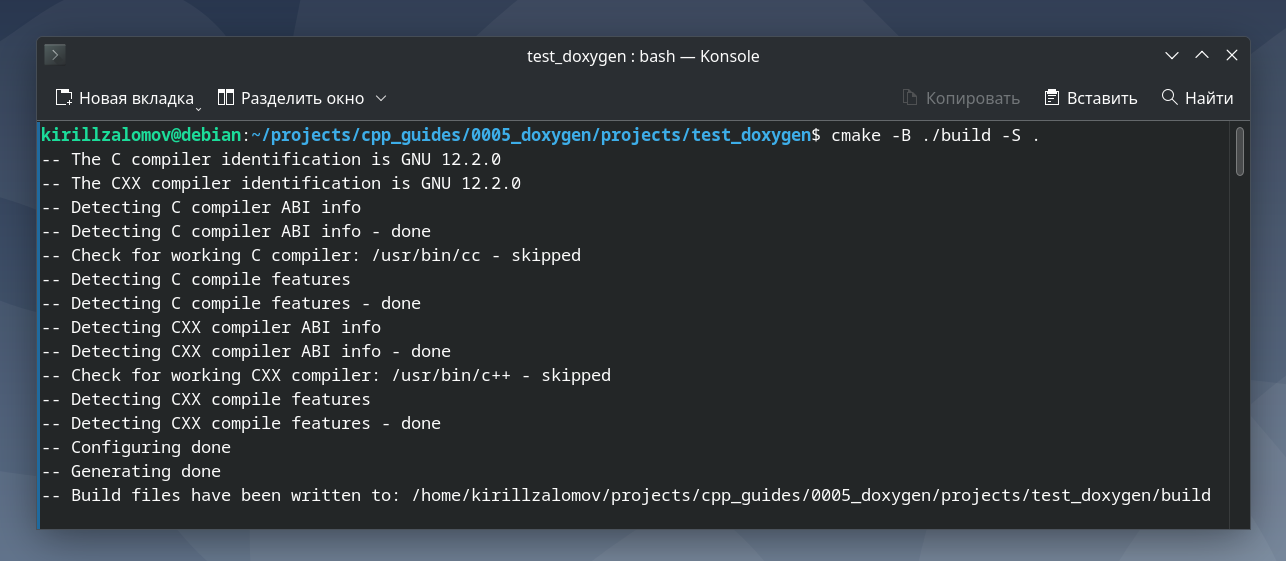 test_doxygen : bash — Konsole
Новая вкладка Разделить окно Копировать Вставить Найти
kirillzalomov@debian:~/projects/cpp_guides/0005_doxygen/projects/test_doxygen$ cmake -B ./build -S .
-- The C compiler identification is GNU 12.2.0
-- The CXX compiler identification is GNU 12.2.0
-- Detecting C compiler ABI info
-- Detecting C compiler ABI info - done
-- Check for working C compiler: /usr/bin/cc - skipped
-- Detecting C compile features
-- Detecting C compile features - done
-- Detecting CXX compiler ABI info
-- Detecting CXX compiler ABI info - done
-- Check for working CXX compiler: /usr/bin/c++ - skipped
-- Detecting CXX compile features
-- Detecting CXX compile features - done
-- Configuring done
-- Generating done
-- Build files have been written to: /home/kirillzalomov/projects/cpp_guides/0005_doxygen/projects/test_doxygen/build